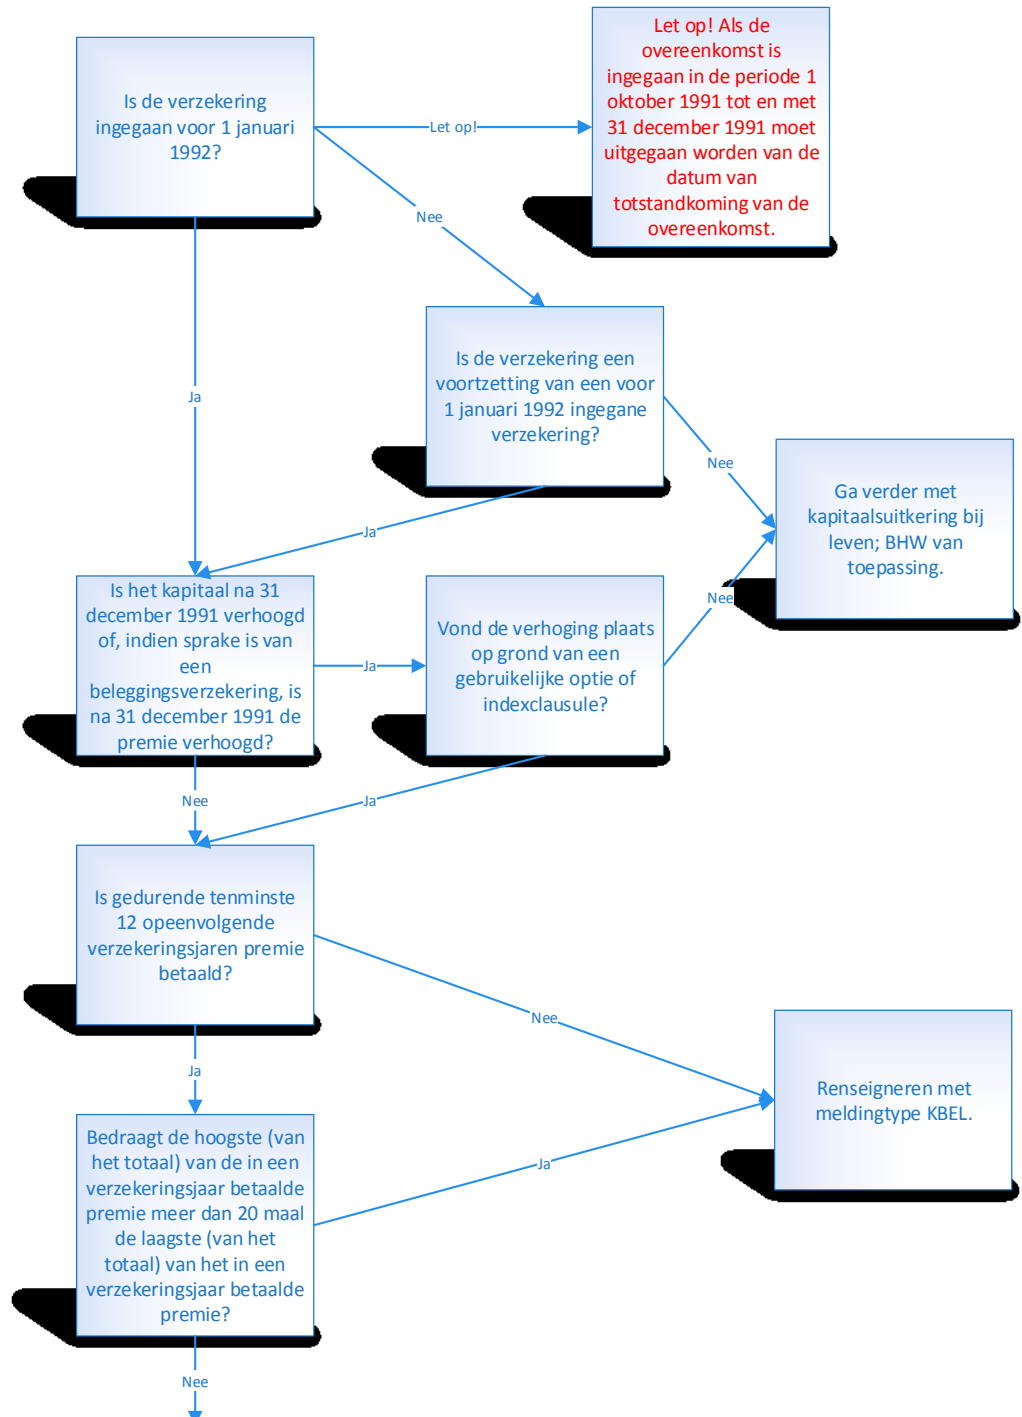 Is de verzekering
ingegaan voor 1 januari
1992?
Let op!
Let op! Als de
overeenkomst is
ingegaan in de periode 1
oktober 1991 tot en met
31 december 1991 moet
uitgegaan worden van de
datum van
totstandkoming van de
overeenkomst.
Nee
Ja
Is de verzekering een
voortzetting van een voor
1 januari 1992 ingegane
verzekering?
Nee
Ja
Ga verder met
kapitaalsuitkering bij
leven; BHW van
toepassing.
Is het kapitaal na 31
december 1991 verhoogd
of, indien sprake is van
een
beleggingsverzekering, is
na 31 december 1991 de
premie verhoogd?
Ja
Vond de verhoging plaats
op grond van een
gebruikelijke optie of
indexclausule?
Nee
Nee
Ja
Is gedurende tenminste
12 opeenvolgende
verzekeringsjaren premie
betaald?
Nee
Ja
Renseigneren met
meldingtype KBEL.
Bedraagt de hoogste (van
het totaal) van de in een
verzekeringsjaar betaalde
premie meer dan 20 maal
de laagste (van het
totaal) van het in een
verzekeringsjaar betaalde
premie?
Ja
Nee